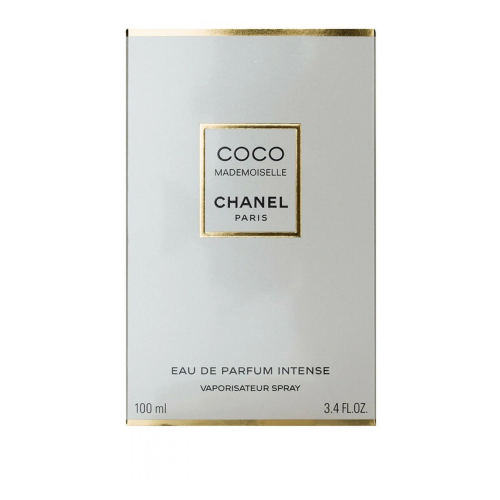 COCO
MADEMOISELLE
CHANEL
PARIS
EAU DE PARFUM INTENSE
VAPORISATEUR SPRAY
100 ml 3.4 FL.OZ.